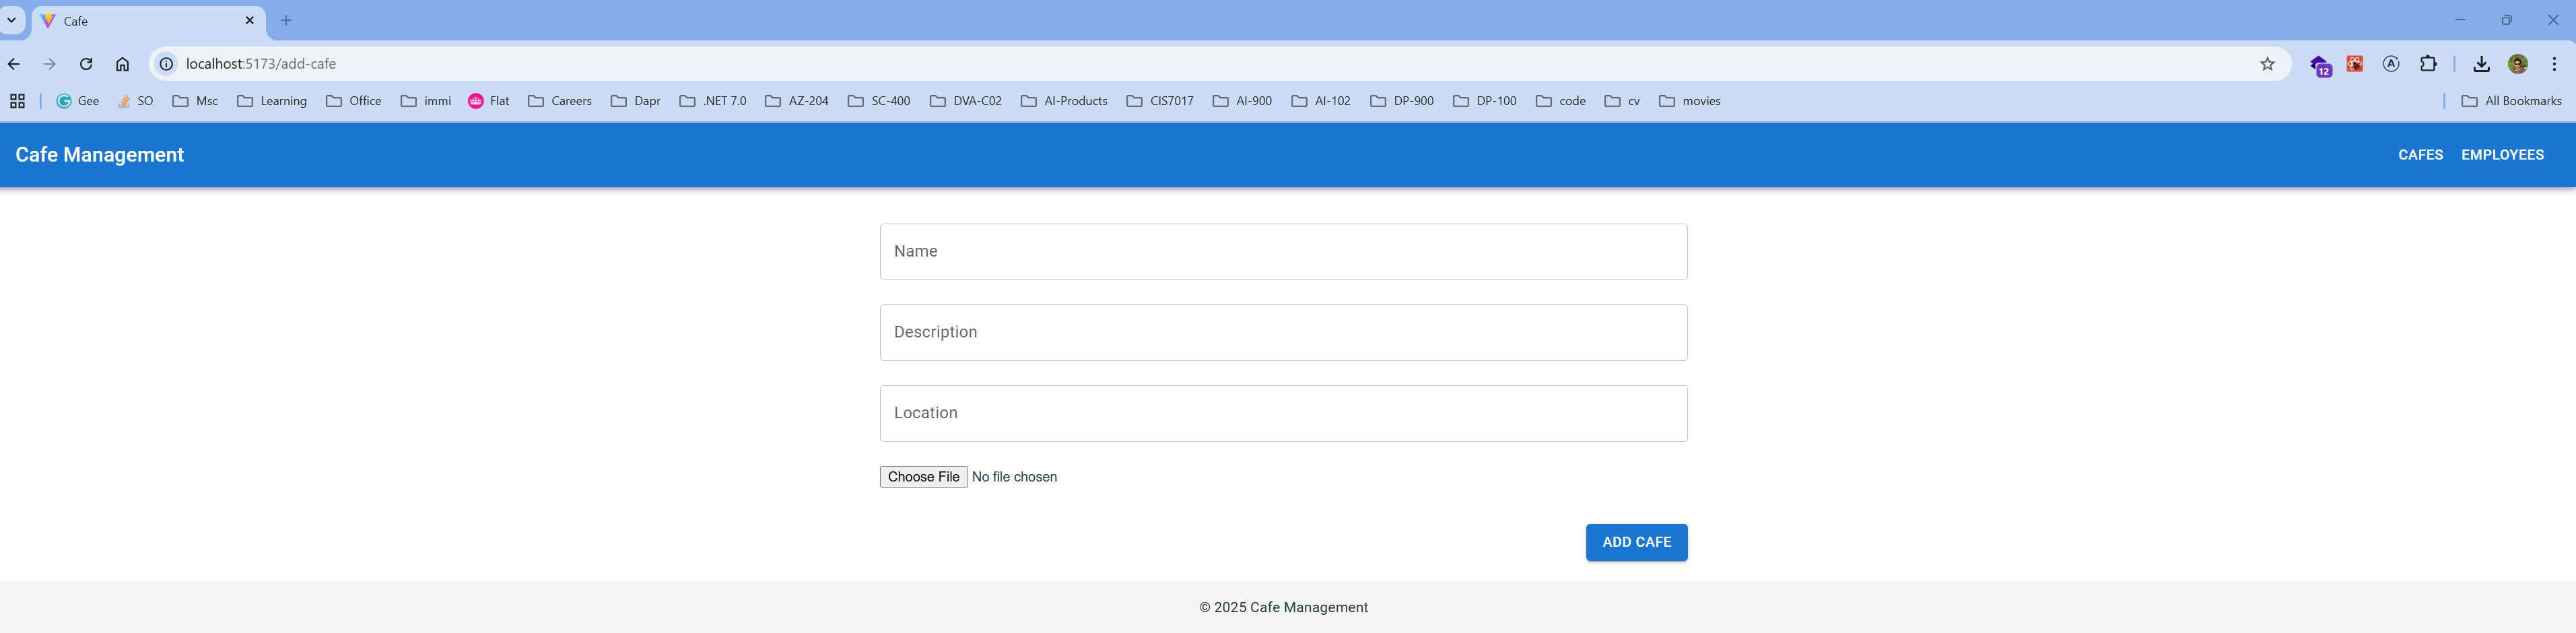 Cafe
localhost:5173/add-cafe
12
Gee SO Msc Learning Office immi Flat Careers Dapr .NET 7.0 AZ-204 SC-400 DVA-C02 AI-Products CIS7017 AI-900 AI-102 DP-900 DP-100 code cv movies All Bookmarks
Cafe Management CAFES EMPLOYEES
Name
Description
Location
Choose File No file chosen
ADD CAFE
© 2025 Cafe Management